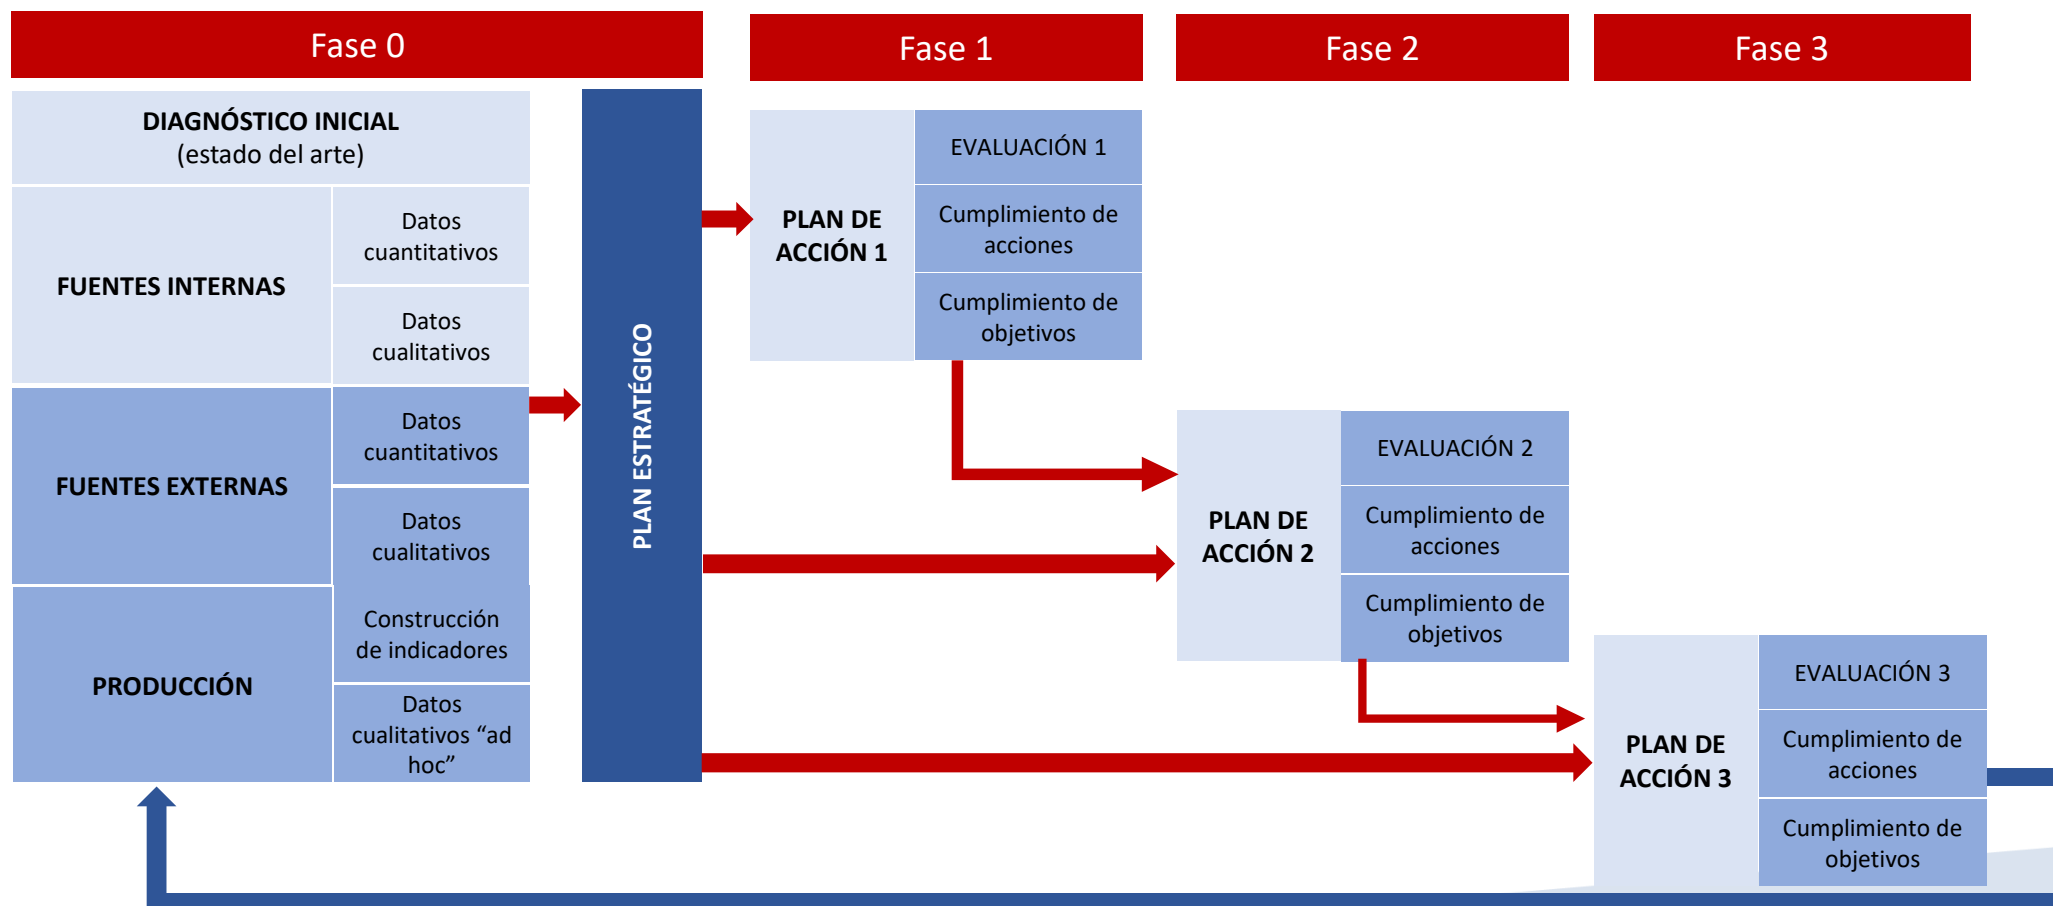 Fase 0
Fase 1
Fase 2
Fase 3
DIAGNÓSTICO INICIAL
(estado del arte)
FUENTES INTERNAS
Datos
cuantitativos
Datos
cualitativos
FUENTES EXTERNAS
Datos
cuantitativos
Datos
cualitativos
PRODUCCIÓN
Construcción
de indicadores
Datos
cualitativos “ad
hoc”
PLAN ESTRATÉGICO
PLAN DE
ACCIÓN 1
EVALUACIÓN 1
Cumplimiento de
acciones
Cumplimiento de
objetivos
PLAN DE
ACCIÓN 2
EVALUACIÓN 2
Cumplimiento de
acciones
Cumplimiento de
objetivos
PLAN DE
ACCIÓN 3
EVALUACIÓN 3
Cumplimiento de
acciones
Cumplimiento de
objetivos